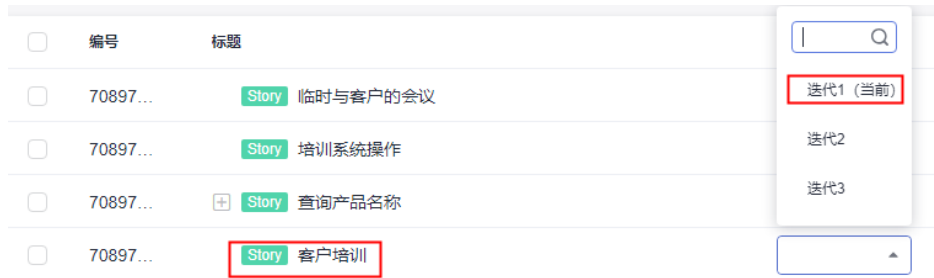 编号 标题
70897... Story 临时与客户的会议
70897... Story 培训系统操作
70897... Story 查询产品名称
70897... Story 客户培训
迭代1（当前）
迭代2
迭代3